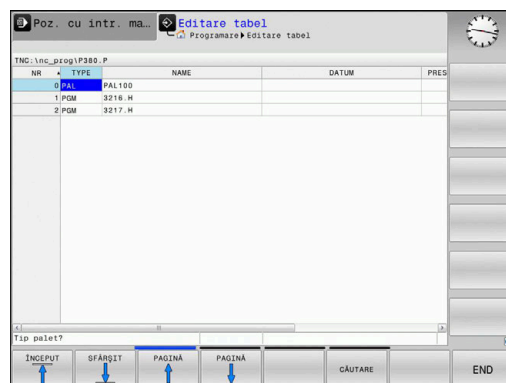 Poz. cu intr. ma… Editare tabel
Programare Editare tabel
TNC:\nc_prog\P380.P
NR TYPE NAME DATUM PRES
0 PAL PAL100
1 PGM 3216.H
2 PGM 3217.H
Tip palet?
ÎNCEPUT SFÂRŞIT PAGINĂ PAGINĂ CĂUTARE END